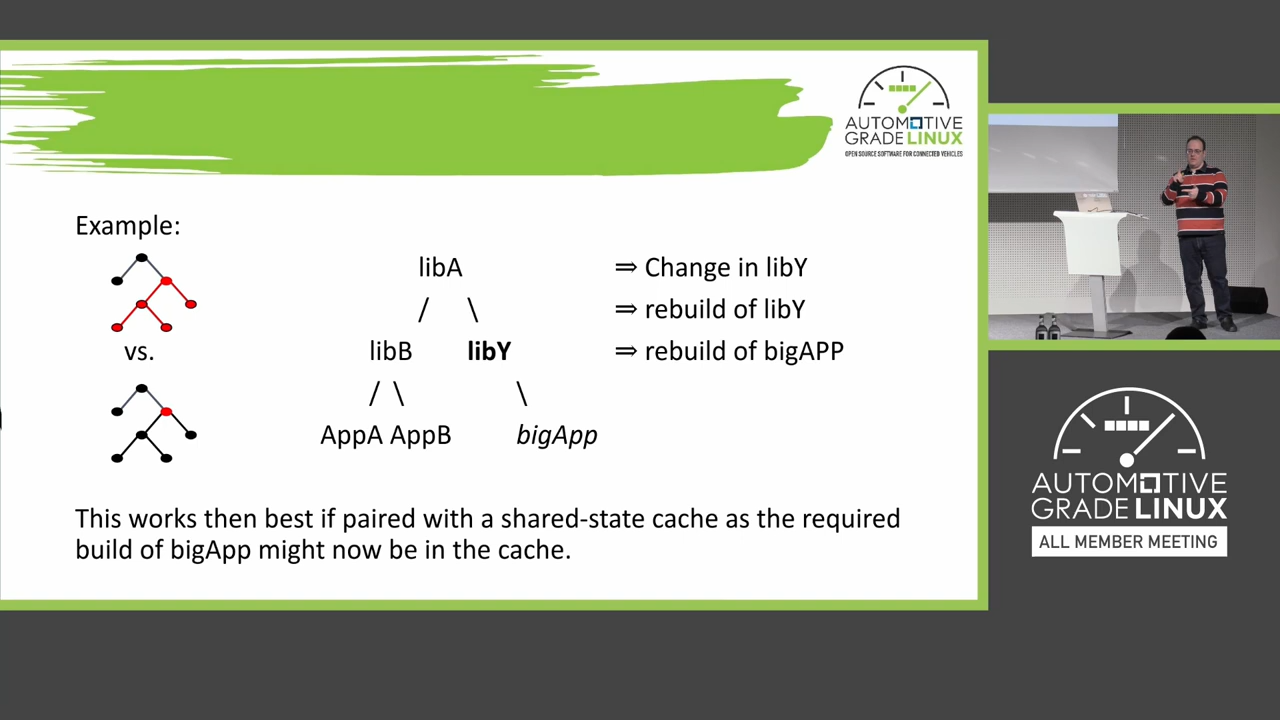 AUTOMOTIVE
GRADE LINUX
OPEN SOURCE SOFTWARE FOR CONNECTED VEHICLES
Example:
vs.
libA
/ \
libB libY
/ \ \
AppA AppB bigApp
⇒ Change in libY
⇒ rebuild of libY
⇒ rebuild of bigAPP
This works then best if paired with a shared-state cache as the required
build of bigApp might now be in the cache.
AUTOMOTIVE
GRADE LINUX
ALL MEMBER MEETING